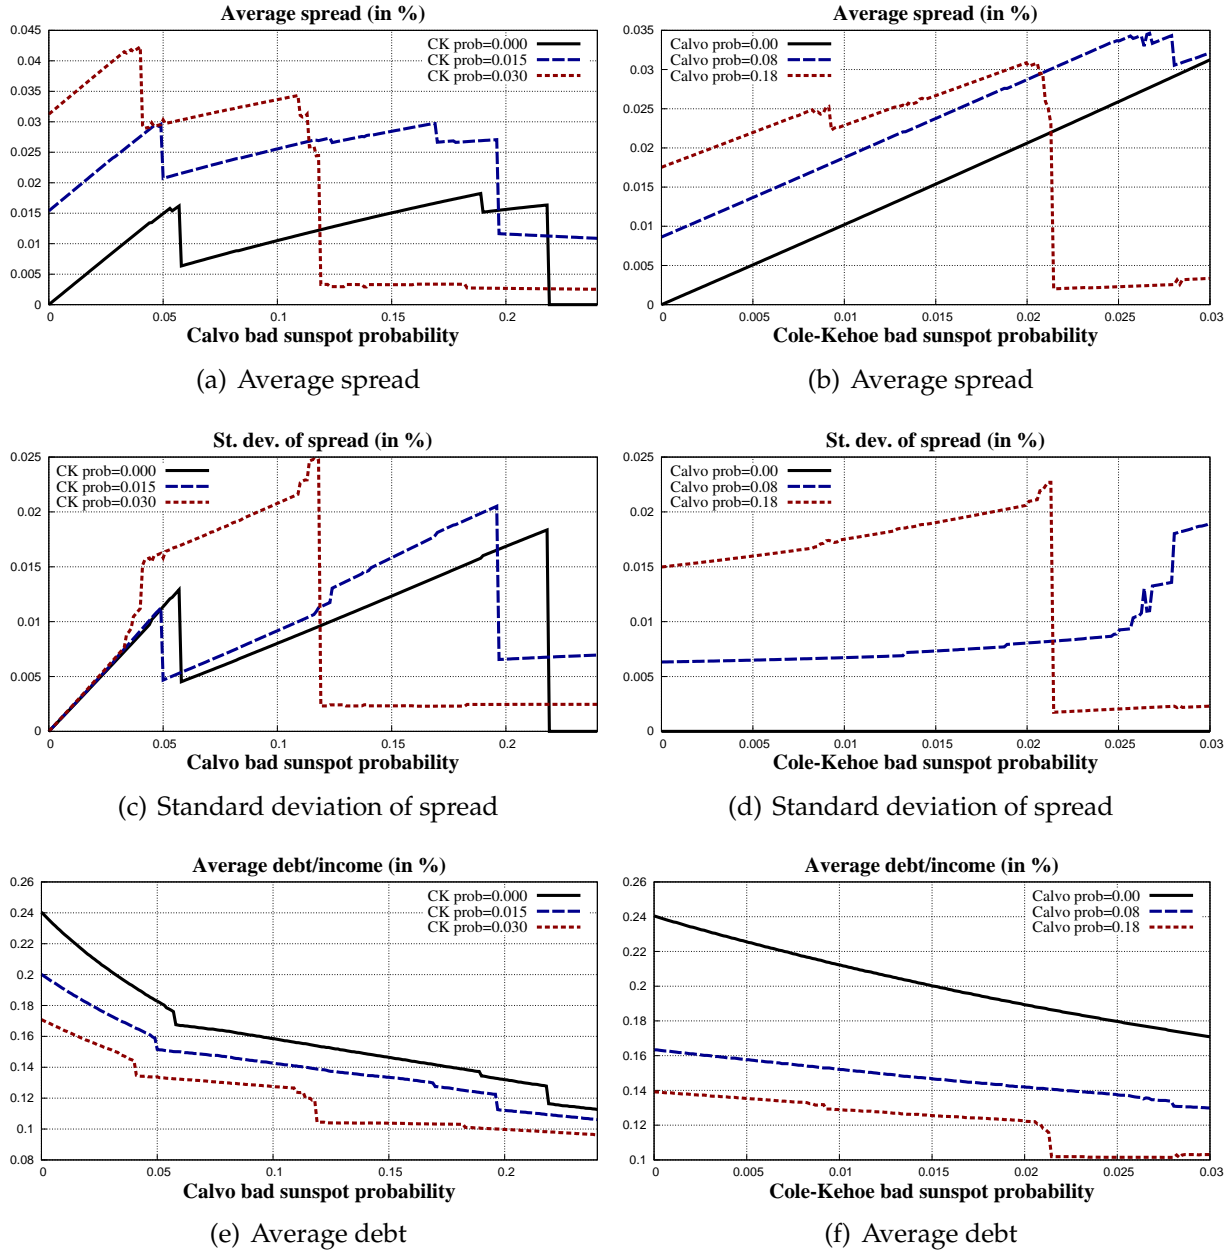 Average spread (in %)
CK prob=0.000
CK prob=0.015
CK prob=0.030
0.045
0.04
0.035
0.03
0.025
0.02
0.015
0.01
0.005
0
0 0.05 0.1 0.15 0.2
Calvo bad sunspot probability
(a) Average spread
Average spread (in %)
Calvo prob=0.00
Calvo prob=0.08
Calvo prob=0.18
0.035
0.03
0.025
0.02
0.015
0.01
0.005
0
0 0.005 0.01 0.015 0.02 0.025 0.03
Cole-Kehoe bad sunspot probability
(b) Average spread
St. dev. of spread (in %)
CK prob=0.000
CK prob=0.015
CK prob=0.030
0.025
0.02
0.015
0.01
0.005
0
0 0.05 0.1 0.15 0.2
Calvo bad sunspot probability
(c) Standard deviation of spread
St. dev. of spread (in %)
Calvo prob=0.00
Calvo prob=0.08
Calvo prob=0.18
0.025
0.02
0.015
0.01
0.005
0
0 0.005 0.01 0.015 0.02 0.025 0.03
Cole-Kehoe bad sunspot probability
(d) Standard deviation of spread
Average debt/income (in %)
CK prob=0.000
CK prob=0.015
CK prob=0.030
0.26
0.24
0.22
0.2
0.18
0.16
0.14
0.12
0.1
0.08
0 0.05 0.1 0.15 0.2
Calvo bad sunspot probability
(e) Average debt
Average debt/income (in %)
Calvo prob=0.00
Calvo prob=0.08
Calvo prob=0.18
0.26
0.24
0.22
0.2
0.18
0.16
0.14
0.12
0.1
0 0.005 0.01 0.015 0.02 0.025 0.03
Cole-Kehoe bad sunspot probability
(f) Average debt